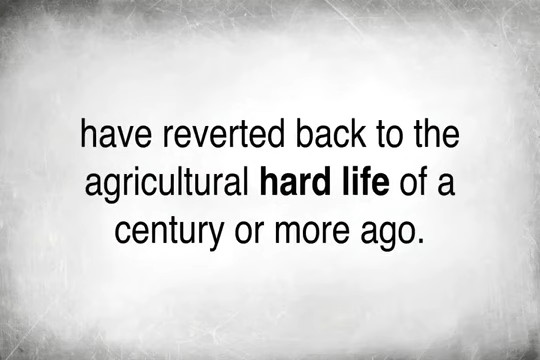 have reverted back to the
agricultural hard life of a
century or more ago.